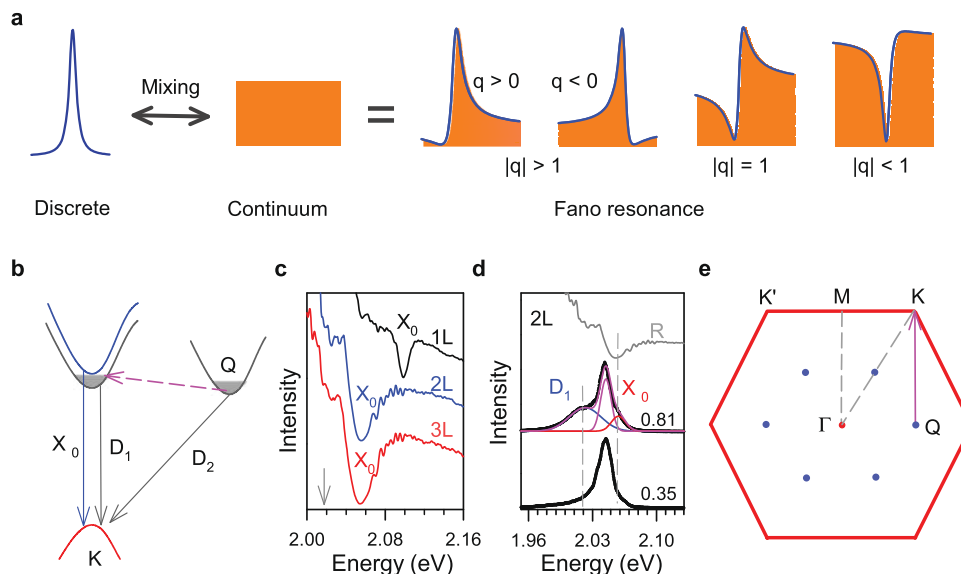 a
Mixing
q > 0
q < 0
|q| > 1
|q| = 1
|q| < 1
Discrete
Continuum
Fano resonance
b
Q
X0
D1
D2
K
c
Intensity
X0
1L
X0
2L
X0
3L
2.00
2.08
2.16
Energy (eV)
d
Intensity
2L
R
D1
X0
0.81
0.35
1.96
2.03
2.10
Energy (eV)
e
K'
M
K
Γ
Q